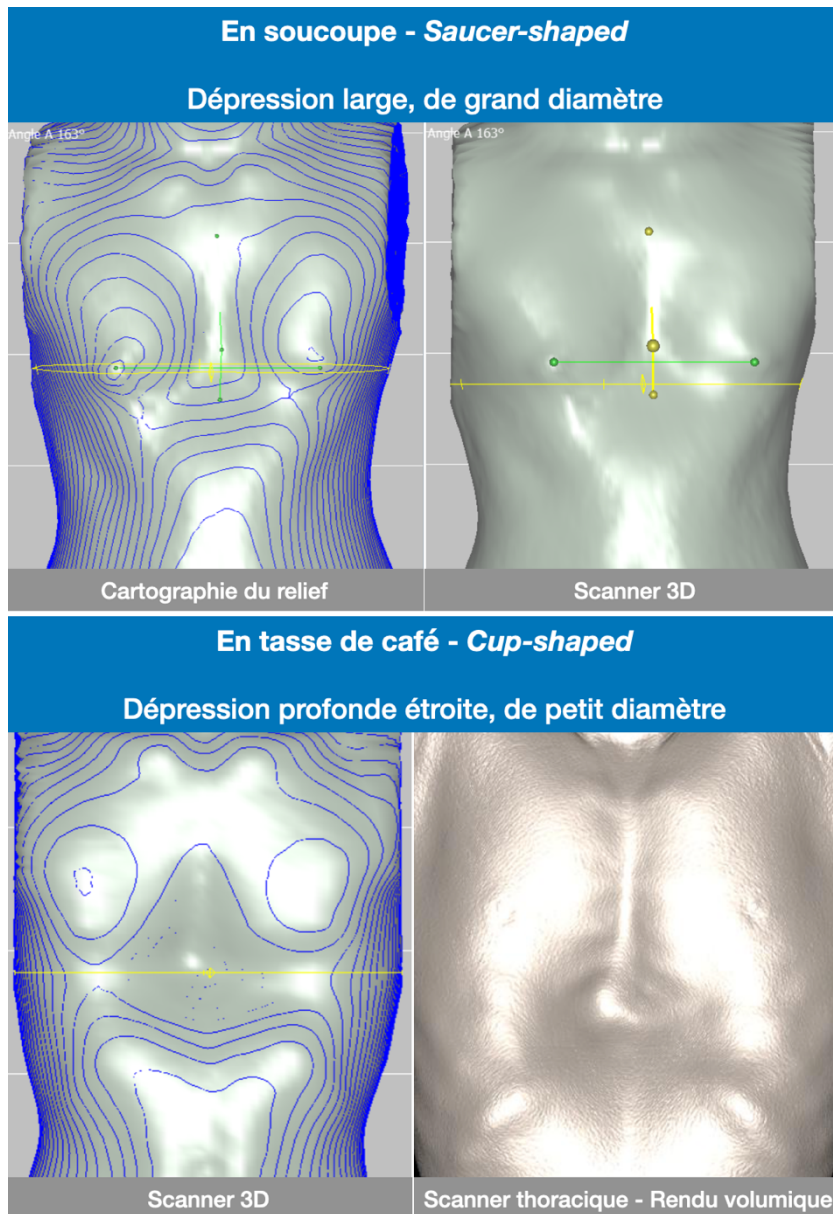 En soucoupe - Saucer-shaped
Dépression large, de grand diamètre
Angle A 163°
Angle A 163°
Cartographie du relief
Scanner 3D
En tasse de café - Cup-shaped
Dépression profonde étroite, de petit diamètre
Scanner 3D
Scanner thoracique - Rendu volumique